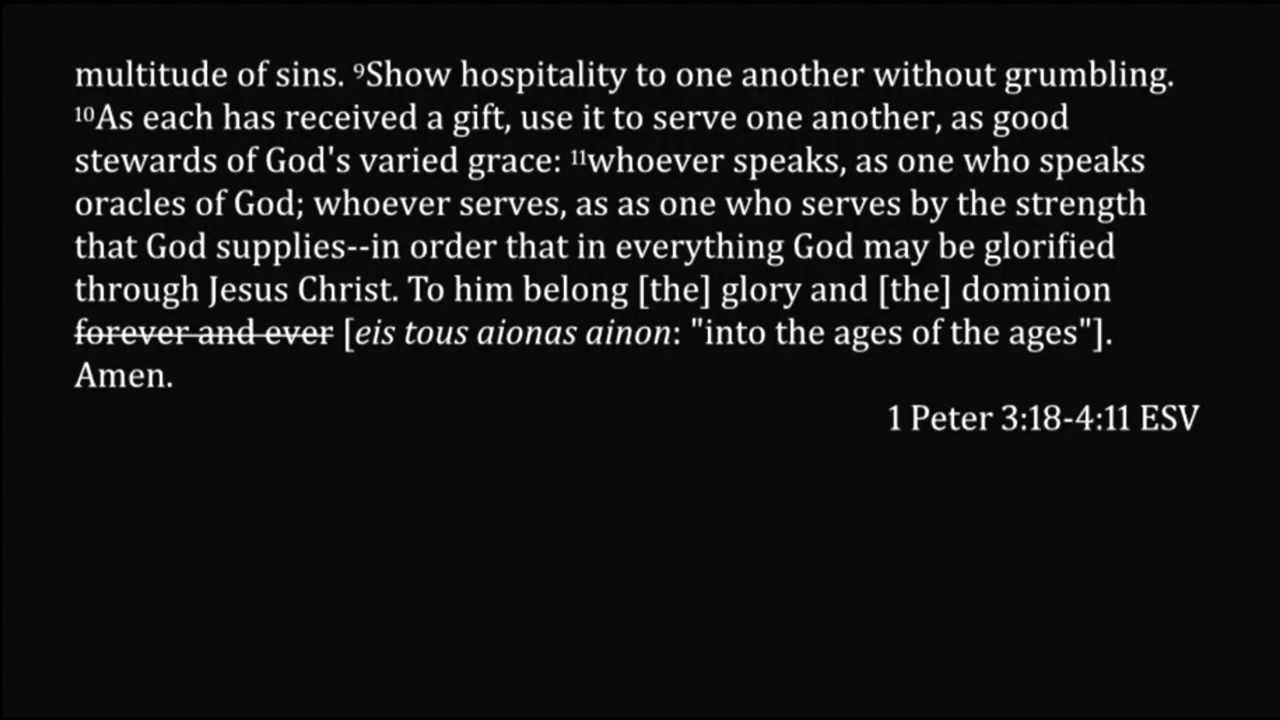 multitude of sins. ⁹Show hospitality to one another without grumbling.
¹⁰As each has received a gift, use it to serve one another, as good
stewards of God's varied grace: ¹¹whoever speaks, as one who speaks
oracles of God; whoever serves, as as one who serves by the strength
that God supplies--in order that in everything God may be glorified
through Jesus Christ. To him belong [the] glory and [the] dominion
forever and ever [eis tous aionas ainon: "into the ages of the ages"].
Amen.
1 Peter 3:18-4:11 ESV